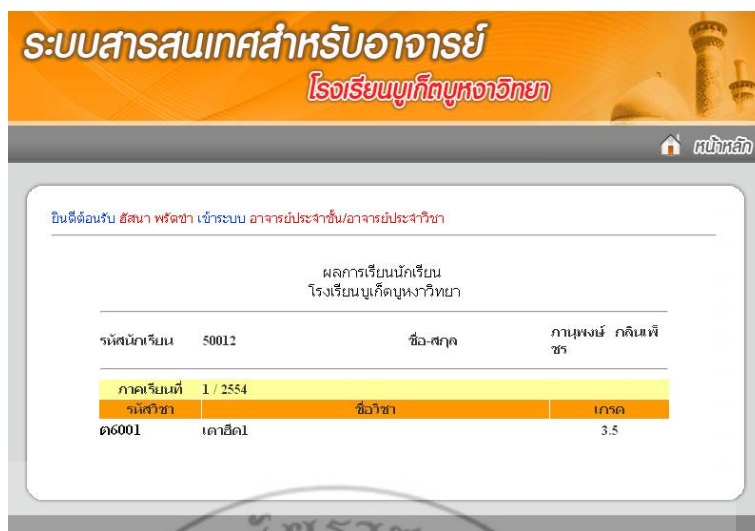 ระบบสารสนเทศสำหรับอาจารย์
โรงเรียนบูเก็ตบูหงาวิทยา
หน้าหลัก
ยินดีต้อนรับ ฮัสนา พรัดซ่า เข้าระบบ อาจารย์ประจำชั้น/อาจารย์ประจำวิชา
ผลการเรียนนักเรียน
โรงเรียนบูเก็ตบูหงาวิทยา
รหัสนักเรียน 50012 ชื่อ-สกุล ภานุพงษ์ กลินเพ็
ชร
ภาคเรียนที่ 1 / 2554
รหัสวิชา ชื่อวิชา เกรด
ต6001 เตาฮีด1 3.5